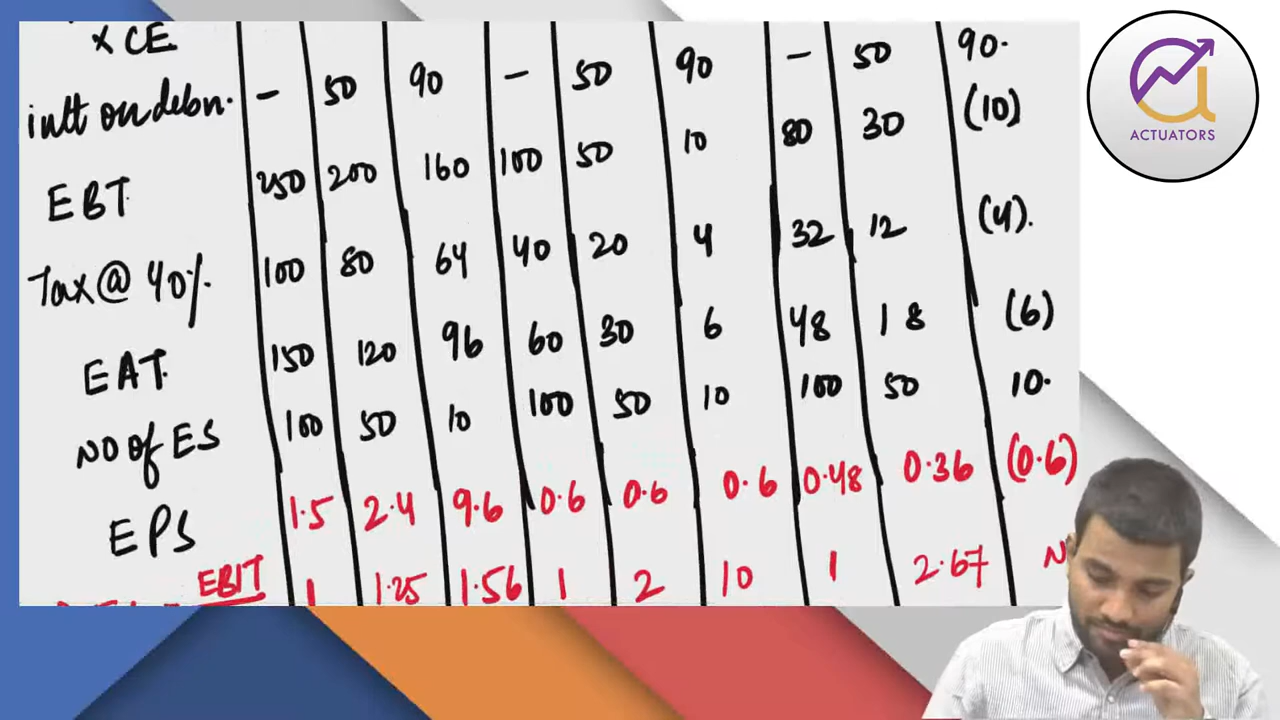 x CE
intt on debn. - 50 90 - 50 90 - 50 90.
EBT 250 200 160 100 50 10 80 30 (10)
Tax @ 40% 100 80 64 40 20 4 32 12 (4).
EAT 150 120 96 60 30 6 48 18 (6)
NO of ES 100 50 10 100 50 10 100 50 10.
EPS 1.5 2.4 9.6 0.6 0.6 0.6 0.48 0.36 (0.6)
EBIT 1 1.25 1.56 1 2 10 1 2.67 N
ACTUATORS